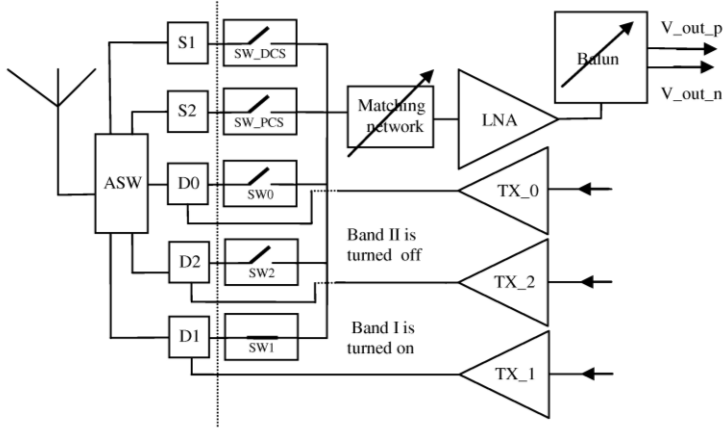 S1
SW_DCS
V_out_p
Balun
V_out_n
S2
SW_PCS
Matching
network
LNA
ASW
D0
SW0
TX_0
Band II is
turned off
D2
SW2
TX_2
Band I is
turned on
D1
SW1
TX_1